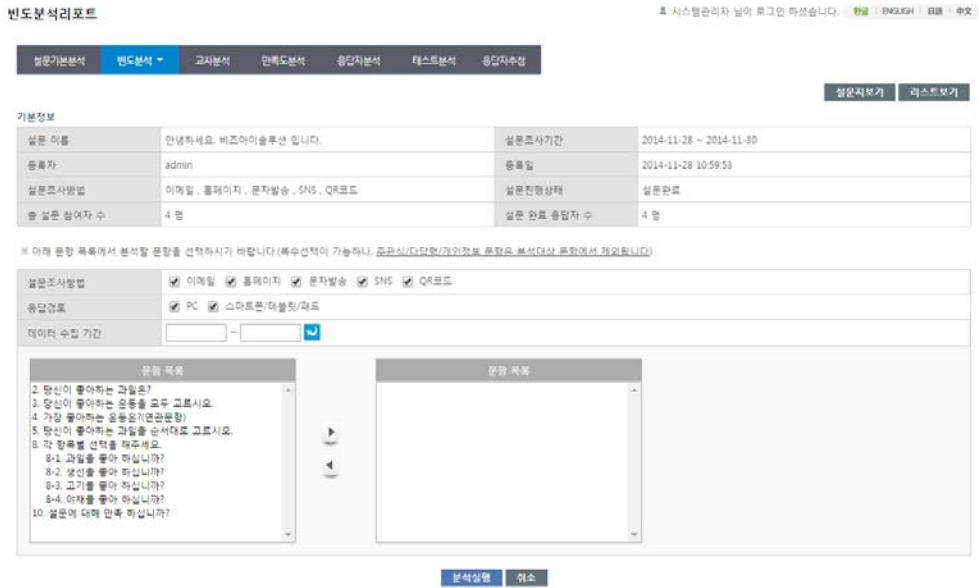 빈도분석리포트
시스템관리자 님이 로그인 하셨습니다. 한글 | ENGLIGH | 日語 | 中文
설문기본분석 빈도분석 교차분석 만족도분석 응답자분석 테스트분석 응답자추정
설문지보기 리스트보기
기본정보
설문 이름 안녕하세요. 비즈아이솔루션 입니다. 설문조사기간 2014-11-28 ~ 2014-11-30
등록자 admin 등록일 2014-11-28 10:59:53
설문조사방법 이메일 , 홈페이지 , 문자발송 , SNS , QR코드 설문진행상태 설문완료
총 설문 참여자 수 4 명 설문 완료 응답자 수 4 명
※ 아래 문항 목록에서 분석할 문항을 선택하시기 바랍니다.(복수선택이 가능하나, 주관식/다답형/개인정보 문항은 분석대상 문항에서 제외됩니다)
설문조사방법 이메일 홈페이지 문자발송 SNS QR코드
응답경로 PC 스마트폰/태블릿/패드
데이터 수집 기간 ~
문항 목록 문항 목록
2. 당신이 좋아하는 과일은?
3. 당신이 좋아하는 운동을 모두 고르시오.
4. 가장 좋아하는 운동은?(연관문항)
5. 당신이 좋아하는 과일을 순서대로 고르시오.
8. 각 항목별 선택을 해주세요.
8-1. 과일을 좋아 하십니까?
8-2. 생선을 좋아 하십니까?
8-3. 고기를 좋아 하십니까?
8-4. 야채를 좋아 하십니까?
10. 설문에 대해 만족 하십니까?
분석실행 취소